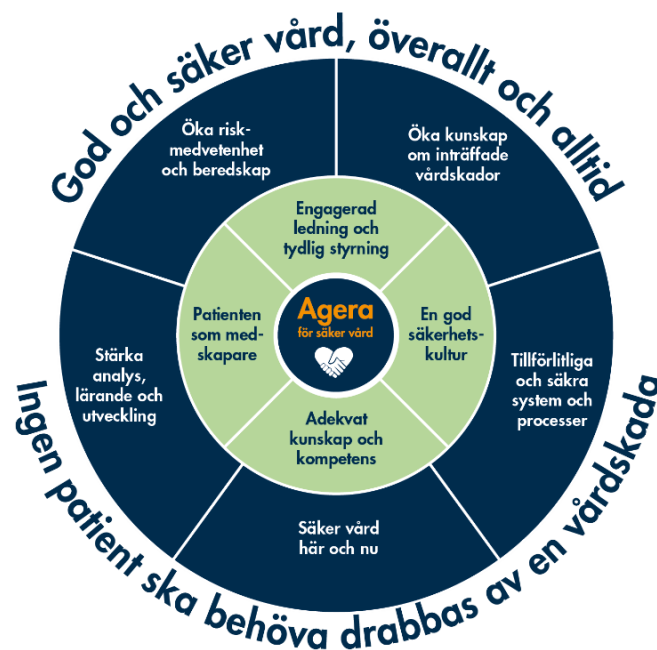 God och säker vård, överallt och alltid
Öka risk-
medvetenhet
och beredskap
Öka kunskap
om inträffade
vårdskador
Engagerad
ledning och
tydlig styrning
Patienten
som med-
skapare
Agera
för säker vård
En god
säkerhets-
kultur
Stärka
analys,
lärande och
utveckling
Tillförlitliga
och säkra
system och
processer
Adekvat
kunskap och
kompetens
Säker vård
här och nu
Ingen patient ska behöva drabbas av en vårdskada